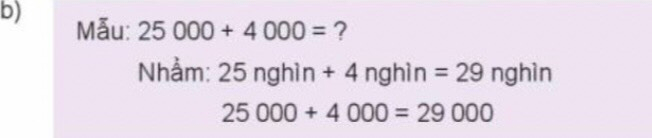 b)
Mẫu: 25 000 + 4 000 = ?
Nhẩm: 25 nghìn + 4 nghìn = 29 nghìn
25 000 + 4 000 = 29 000